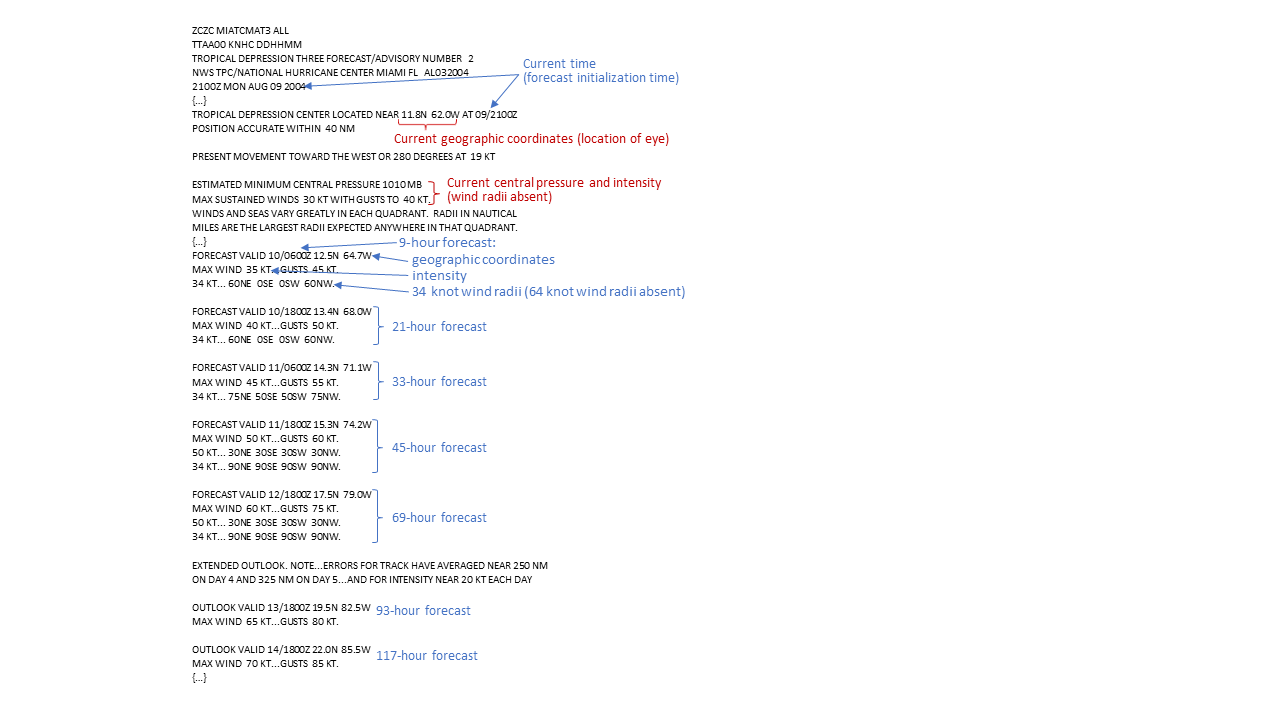 ZCZC MIATCMAT3 ALL
TTAA00 KNHC DDHHMM
TROPICAL DEPRESSION THREE FORECAST/ADVISORY NUMBER 2
NWS TPC/NATIONAL HURRICANE CENTER MIAMI FL AL032004
Current time
(forecast initialization time)
2100Z MON AUG 09 2004
{...}
TROPICAL DEPRESSION CENTER LOCATED NEAR 11.8N 62.0W AT 09/2100Z
POSITION ACCURATE WITHIN 40 NM
Current geographic coordinates (location of eye)
PRESENT MOVEMENT TOWARD THE WEST OR 280 DEGREES AT 19 KT
ESTIMATED MINIMUM CENTRAL PRESSURE 1010 MB
MAX SUSTAINED WINDS 30 KT WITH GUSTS TO 40 KT.
Current central pressure and intensity
(wind radii absent)
WINDS AND SEAS VARY GREATLY IN EACH QUADRANT. RADII IN NAUTICAL
MILES ARE THE LARGEST RADII EXPECTED ANYWHERE IN THAT QUADRANT.
{...}
9-hour forecast:
FORECAST VALID 10/0600Z 12.5N 64.7W
geographic coordinates
MAX WIND 35 KT...GUSTS 45 KT.
intensity
34 KT... 60NE 0SE 0SW 60NW.
34 knot wind radii (64 knot wind radii absent)
FORECAST VALID 10/1800Z 13.4N 68.0W
MAX WIND 40 KT...GUSTS 50 KT.
34 KT... 60NE 0SE 0SW 60NW.
21-hour forecast
FORECAST VALID 11/0600Z 14.3N 71.1W
MAX WIND 45 KT...GUSTS 55 KT.
34 KT... 75NE 50SE 50SW 75NW.
33-hour forecast
FORECAST VALID 11/1800Z 15.3N 74.2W
MAX WIND 50 KT...GUSTS 60 KT.
50 KT... 30NE 30SE 30SW 30NW.
34 KT... 90NE 90SE 90SW 90NW.
45-hour forecast
FORECAST VALID 12/1800Z 17.5N 79.0W
MAX WIND 60 KT...GUSTS 75 KT.
50 KT... 30NE 30SE 30SW 30NW.
34 KT... 90NE 90SE 90SW 90NW.
69-hour forecast
EXTENDED OUTLOOK. NOTE...ERRORS FOR TRACK HAVE AVERAGED NEAR 250 NM
ON DAY 4 AND 325 NM ON DAY 5...AND FOR INTENSITY NEAR 20 KT EACH DAY
OUTLOOK VALID 13/1800Z 19.5N 82.5W
MAX WIND 65 KT...GUSTS 80 KT.
93-hour forecast
OUTLOOK VALID 14/1800Z 22.0N 85.5W
MAX WIND 70 KT...GUSTS 85 KT.
117-hour forecast
{...}